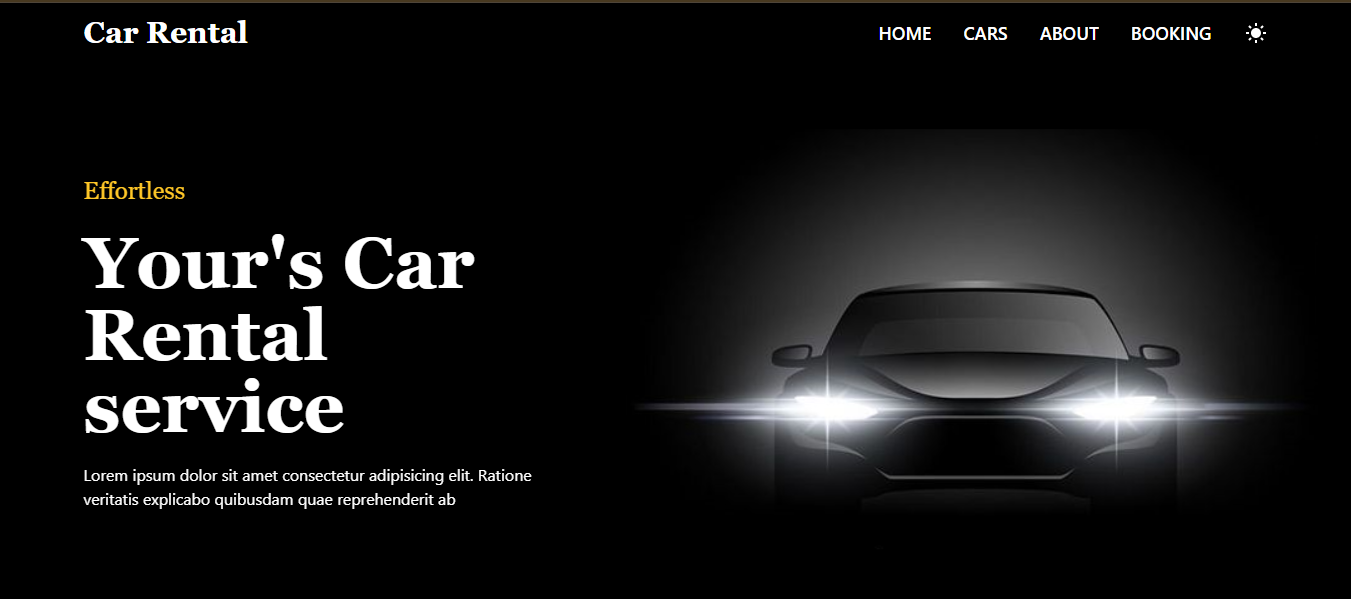 Car Rental
HOME CARS ABOUT BOOKING
Effortless
Your's Car
Rental
service
Lorem ipsum dolor sit amet consectetur adipisicing elit. Ratione
veritatis explicabo quibusdam quae reprehenderit ab